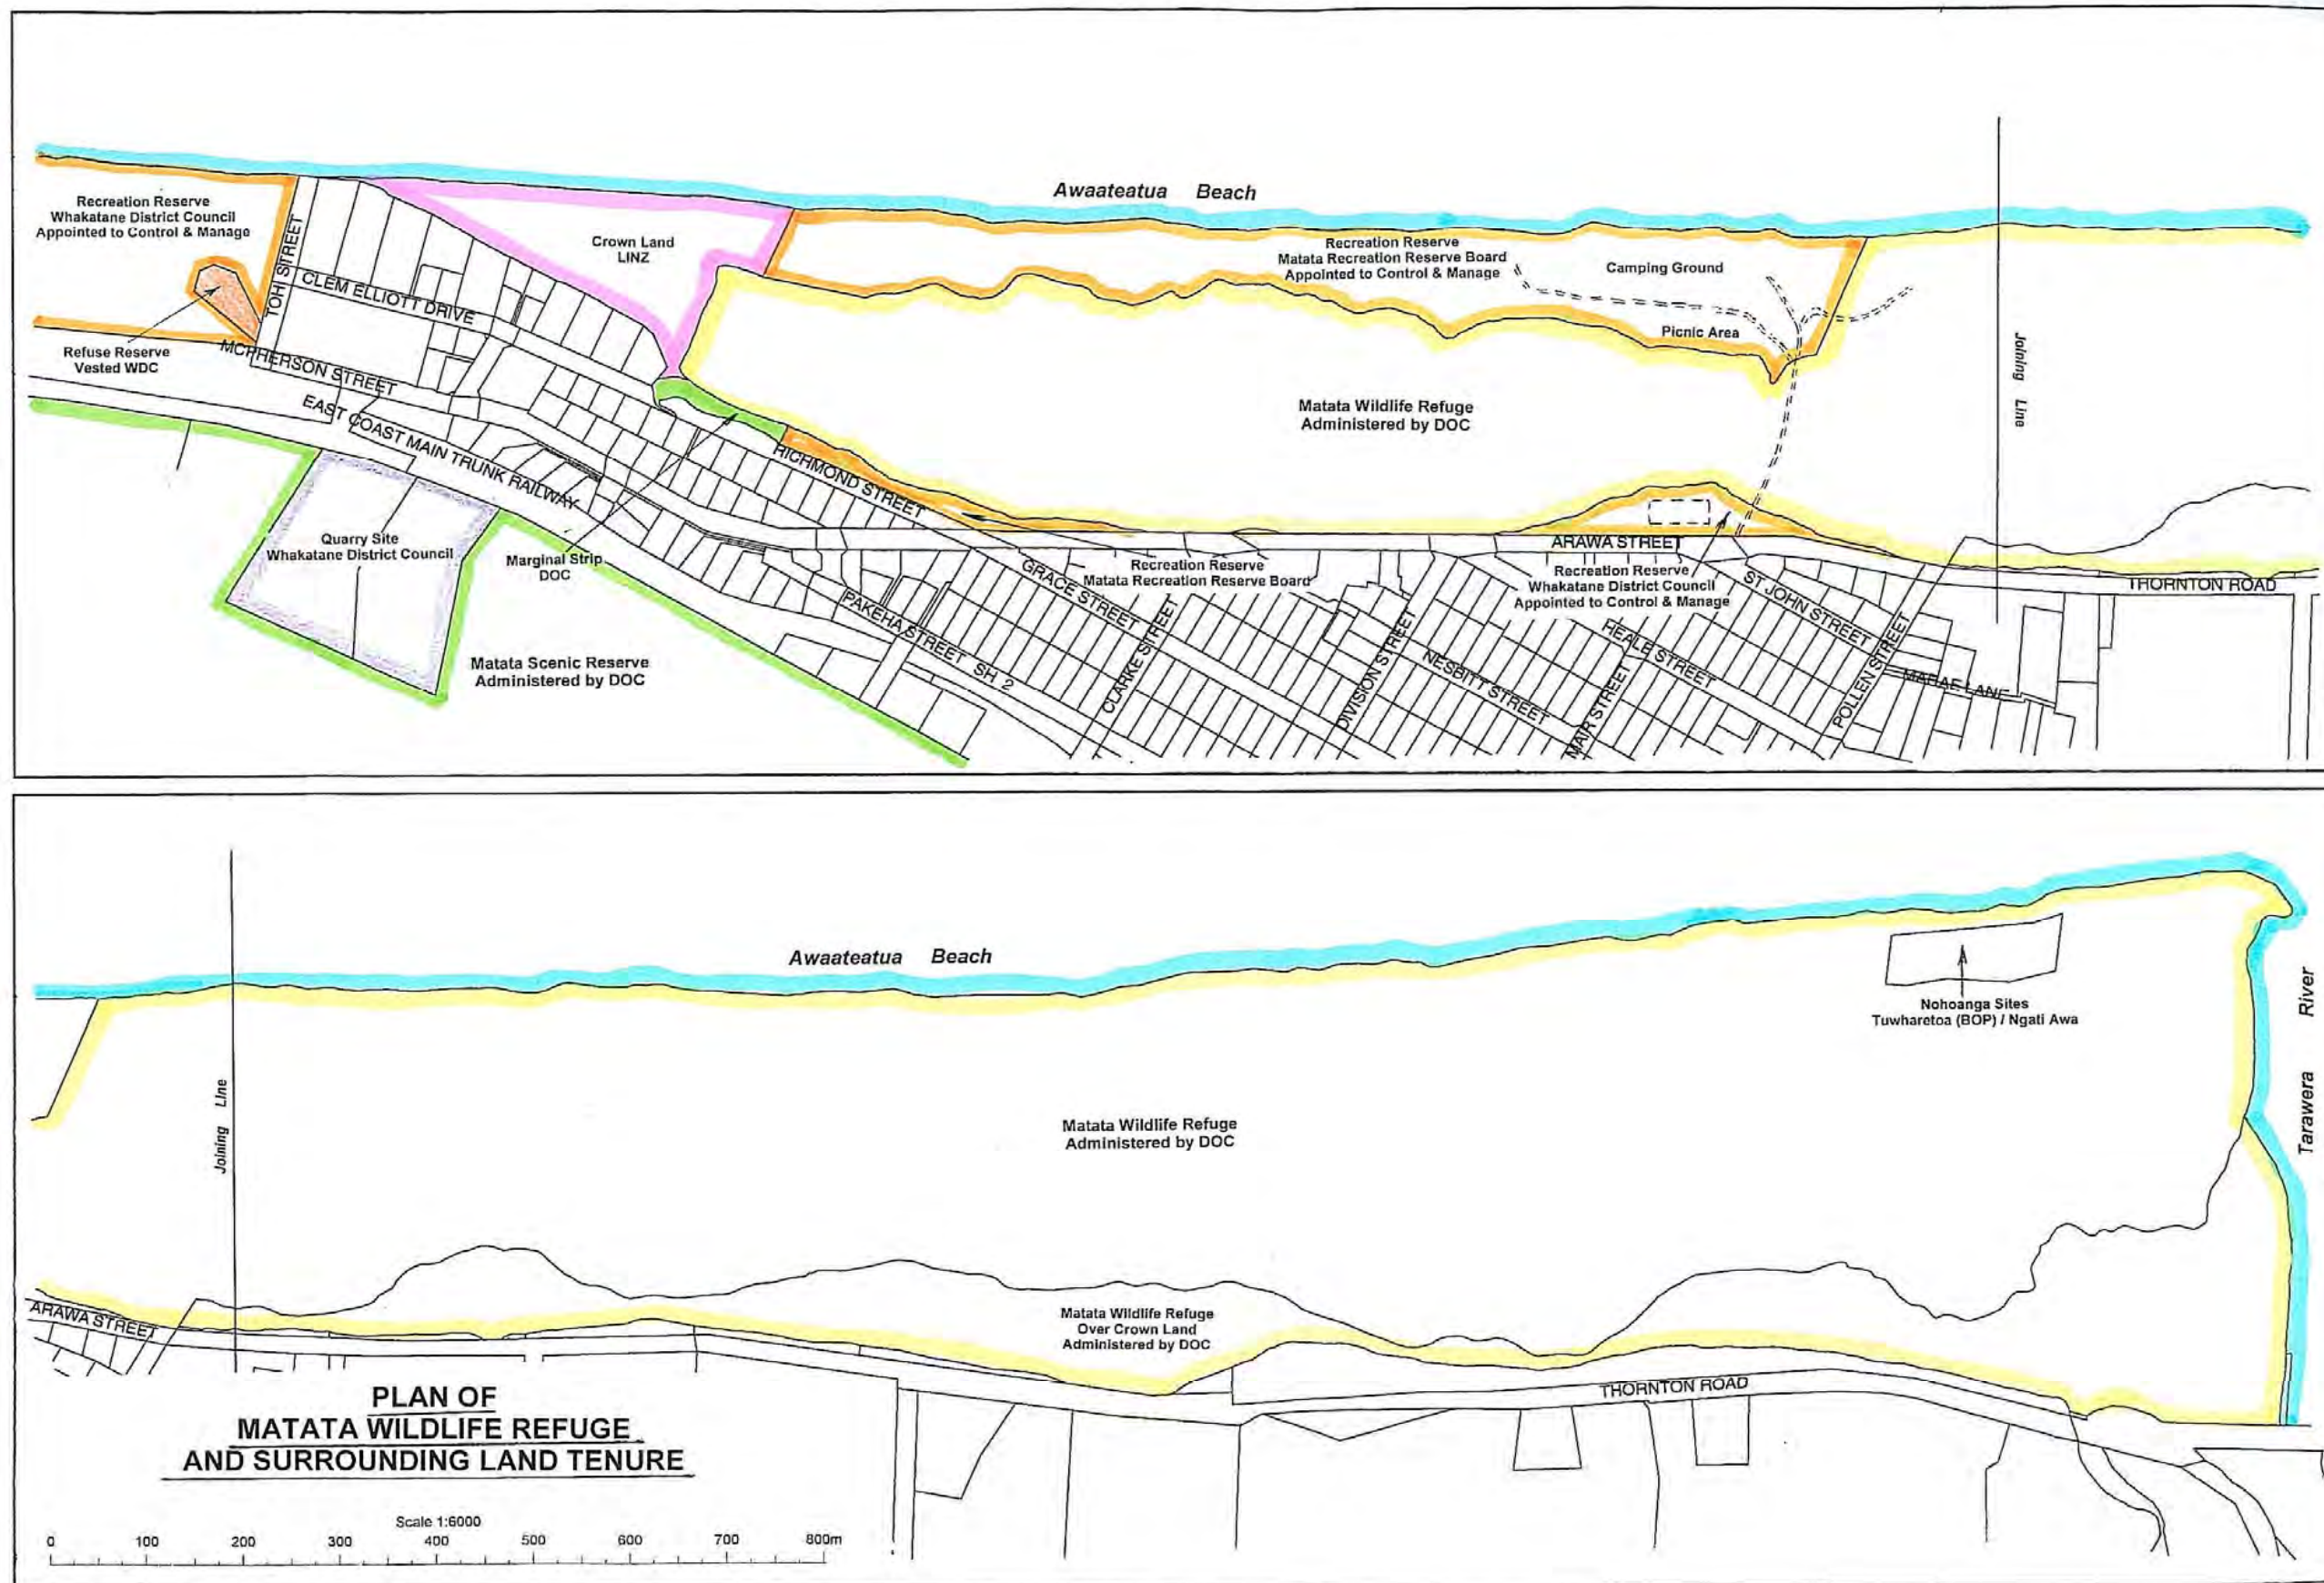 Awaateatua Beach
Recreation Reserve
Whakatane District Council
Appointed to Control & Manage
TOHI STREET
Crown Land
LINZ
Recreation Reserve
Matata Recreation Reserve Board
Appointed to Control & Manage
Camping Ground
Picnic Area
CLEM ELLIOTT DRIVE
Refuse Reserve
Vested WDC
MCPHERSON STREET
EAST COAST MAIN TRUNK RAILWAY
Matata Wildlife Refuge
Administered by DOC
Joining Line
RICHMOND STREET
Quarry Site
Whakatane District Council
Marginal Strip
DOC
Matata Scenic Reserve
Administered by DOC
Recreation Reserve
Matata Recreation Reserve Board
ARAWA STREET
Recreation Reserve
Whakatane District Council
Appointed to Control & Manage
GRACE STREET
PAKEHA STREET SH 2
CLARKE STREET
DIVISION STREET
NESBITT STREET
MAIR STREET
HEALE STREET
ST JOHN STREET
POLLEN STREET
MARAE LANE
THORNTON ROAD
Awaateatua Beach
Nohoanga Sites
Tuwharetoa (BOP) / Ngati Awa
Tarawera River
Joining LIne
Matata Wildlife Refuge
Administered by DOC
ARAWA STREET
Matata Wildlife Refuge
Over Crown Land
Administered by DOC
THORNTON ROAD
PLAN OF
MATATA WILDLIFE REFUGE
AND SURROUNDING LAND TENURE
Scale 1:6000
0 100 200 300 400 500 600 700 800m